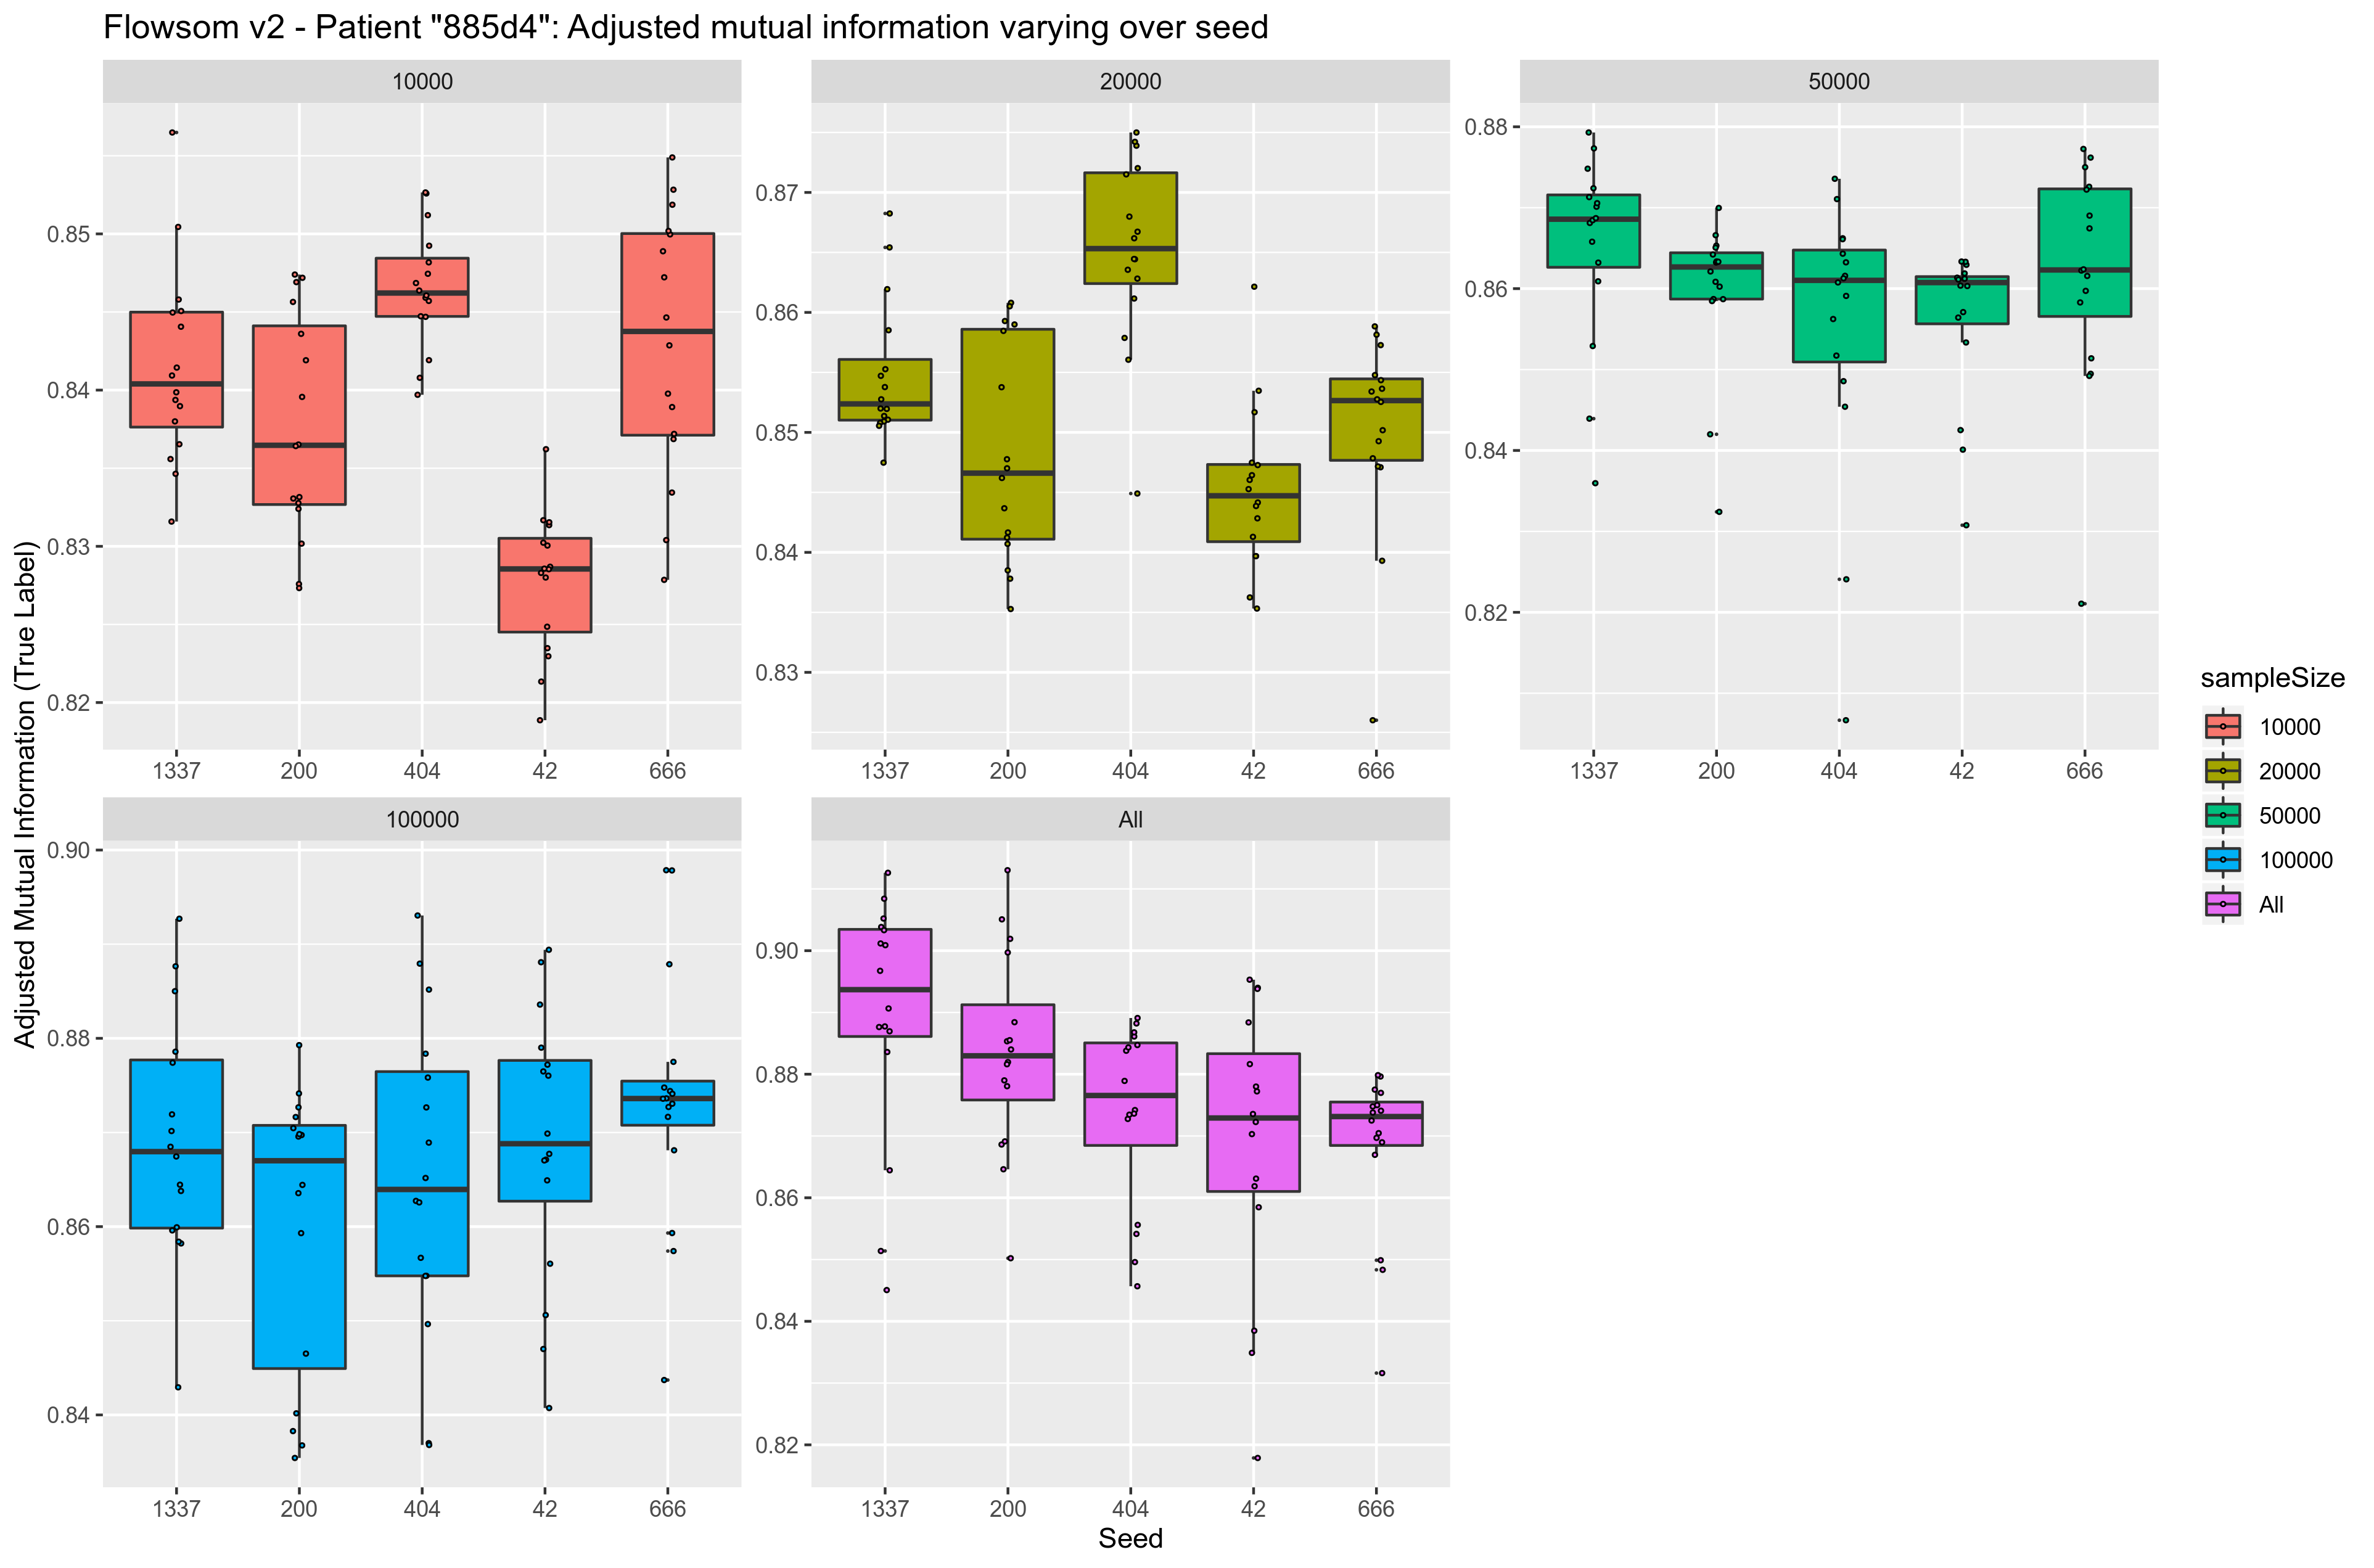 Flowsom v2 - Patient "885d4": Adjusted mutual information varying over seed
Adjusted Mutual Information (True Label)
10000
0.85
0.84
0.83
0.82
1337 200 404 42 666
20000
0.87
0.86
0.85
0.84
0.83
1337 200 404 42 666
50000
0.88
0.86
0.84
0.82
1337 200 404 42 666
100000
0.90
0.88
0.86
0.84
1337 200 404 42 666
All
0.90
0.88
0.86
0.84
0.82
1337 200 404 42 666
Seed
sampleSize
10000
20000
50000
100000
All